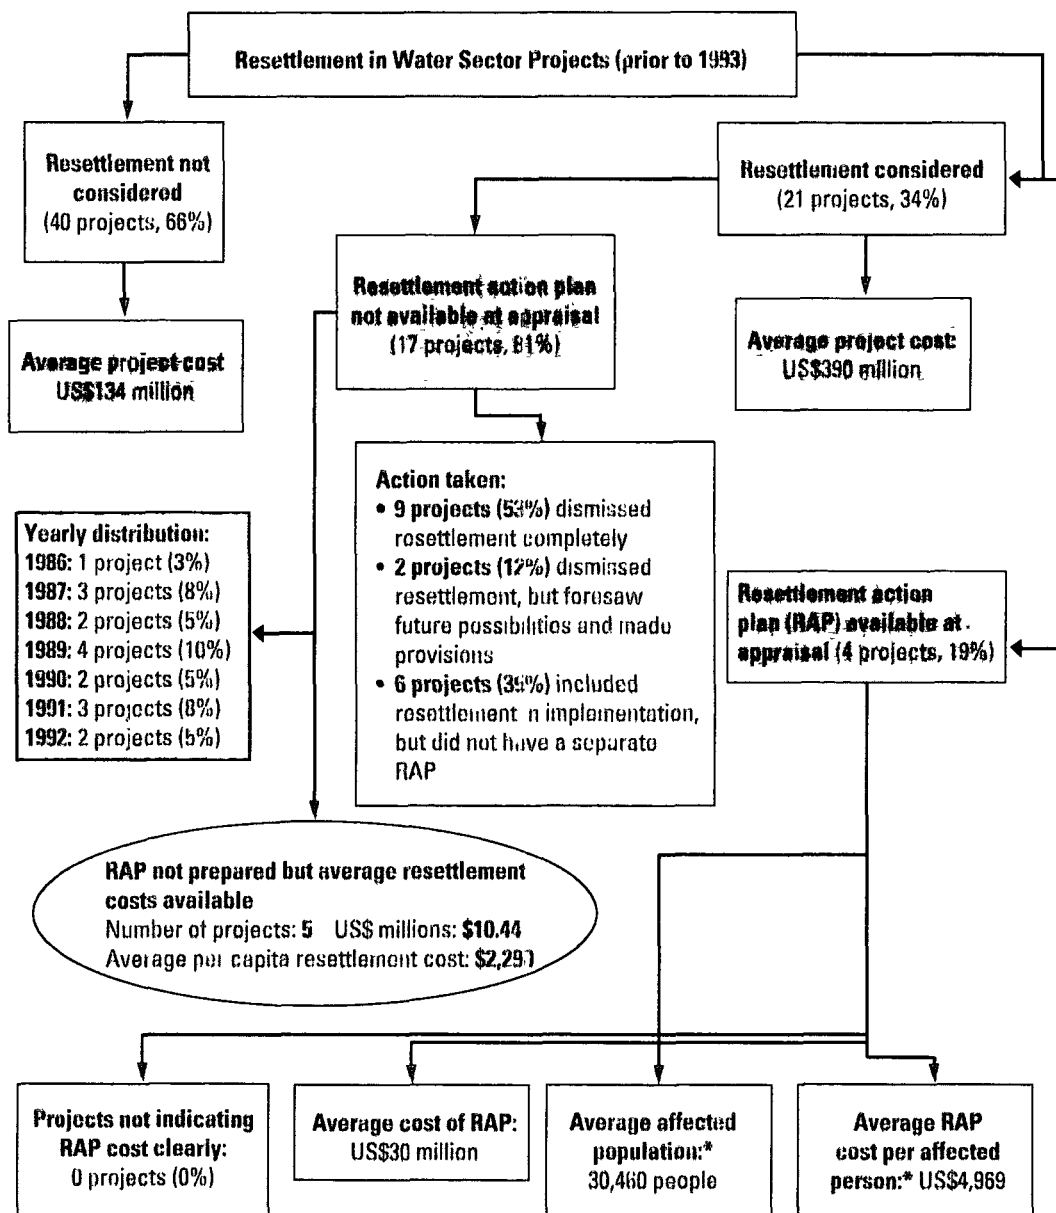 Resettlement in Water Sector Projects (prior to 1993)
Resettlement not
considered
(40 projects, 66%)
Resettlement considered
(21 projects, 34%)
Resettlement action plan
not available at appraisal
(17 projects, 81%)
Average project cost
US$134 million
Average project cost:
US$390 million
Action taken:
• 9 projects (53%) dismissed
resettlement completely
• 2 projects (12%) dismissed
resettlement, but foresaw
future possibilities and made
provisions
• 6 projects (35%) included
resettlement in implementation,
but did not have a separate
RAP
Yearly distribution:
1986: 1 project (3%)
1987: 3 projects (8%)
1988: 2 projects (5%)
1989: 4 projects (10%)
1990: 2 projects (5%)
1991: 3 projects (8%)
1992: 2 projects (5%)
Resettlement action
plan (RAP) available at
appraisal (4 projects, 19%)
RAP not prepared but average resettlement
costs available
Number of projects: 5 US$ millions: $10.44
Average per capita resettlement cost:
Projects not indicating
RAP cost clearly:
0 projects (0%)
Average cost of RAP:
US$30 million
Average affected
population:*
30,460 people
Average RAP
cost per affected
person:* US$4,969